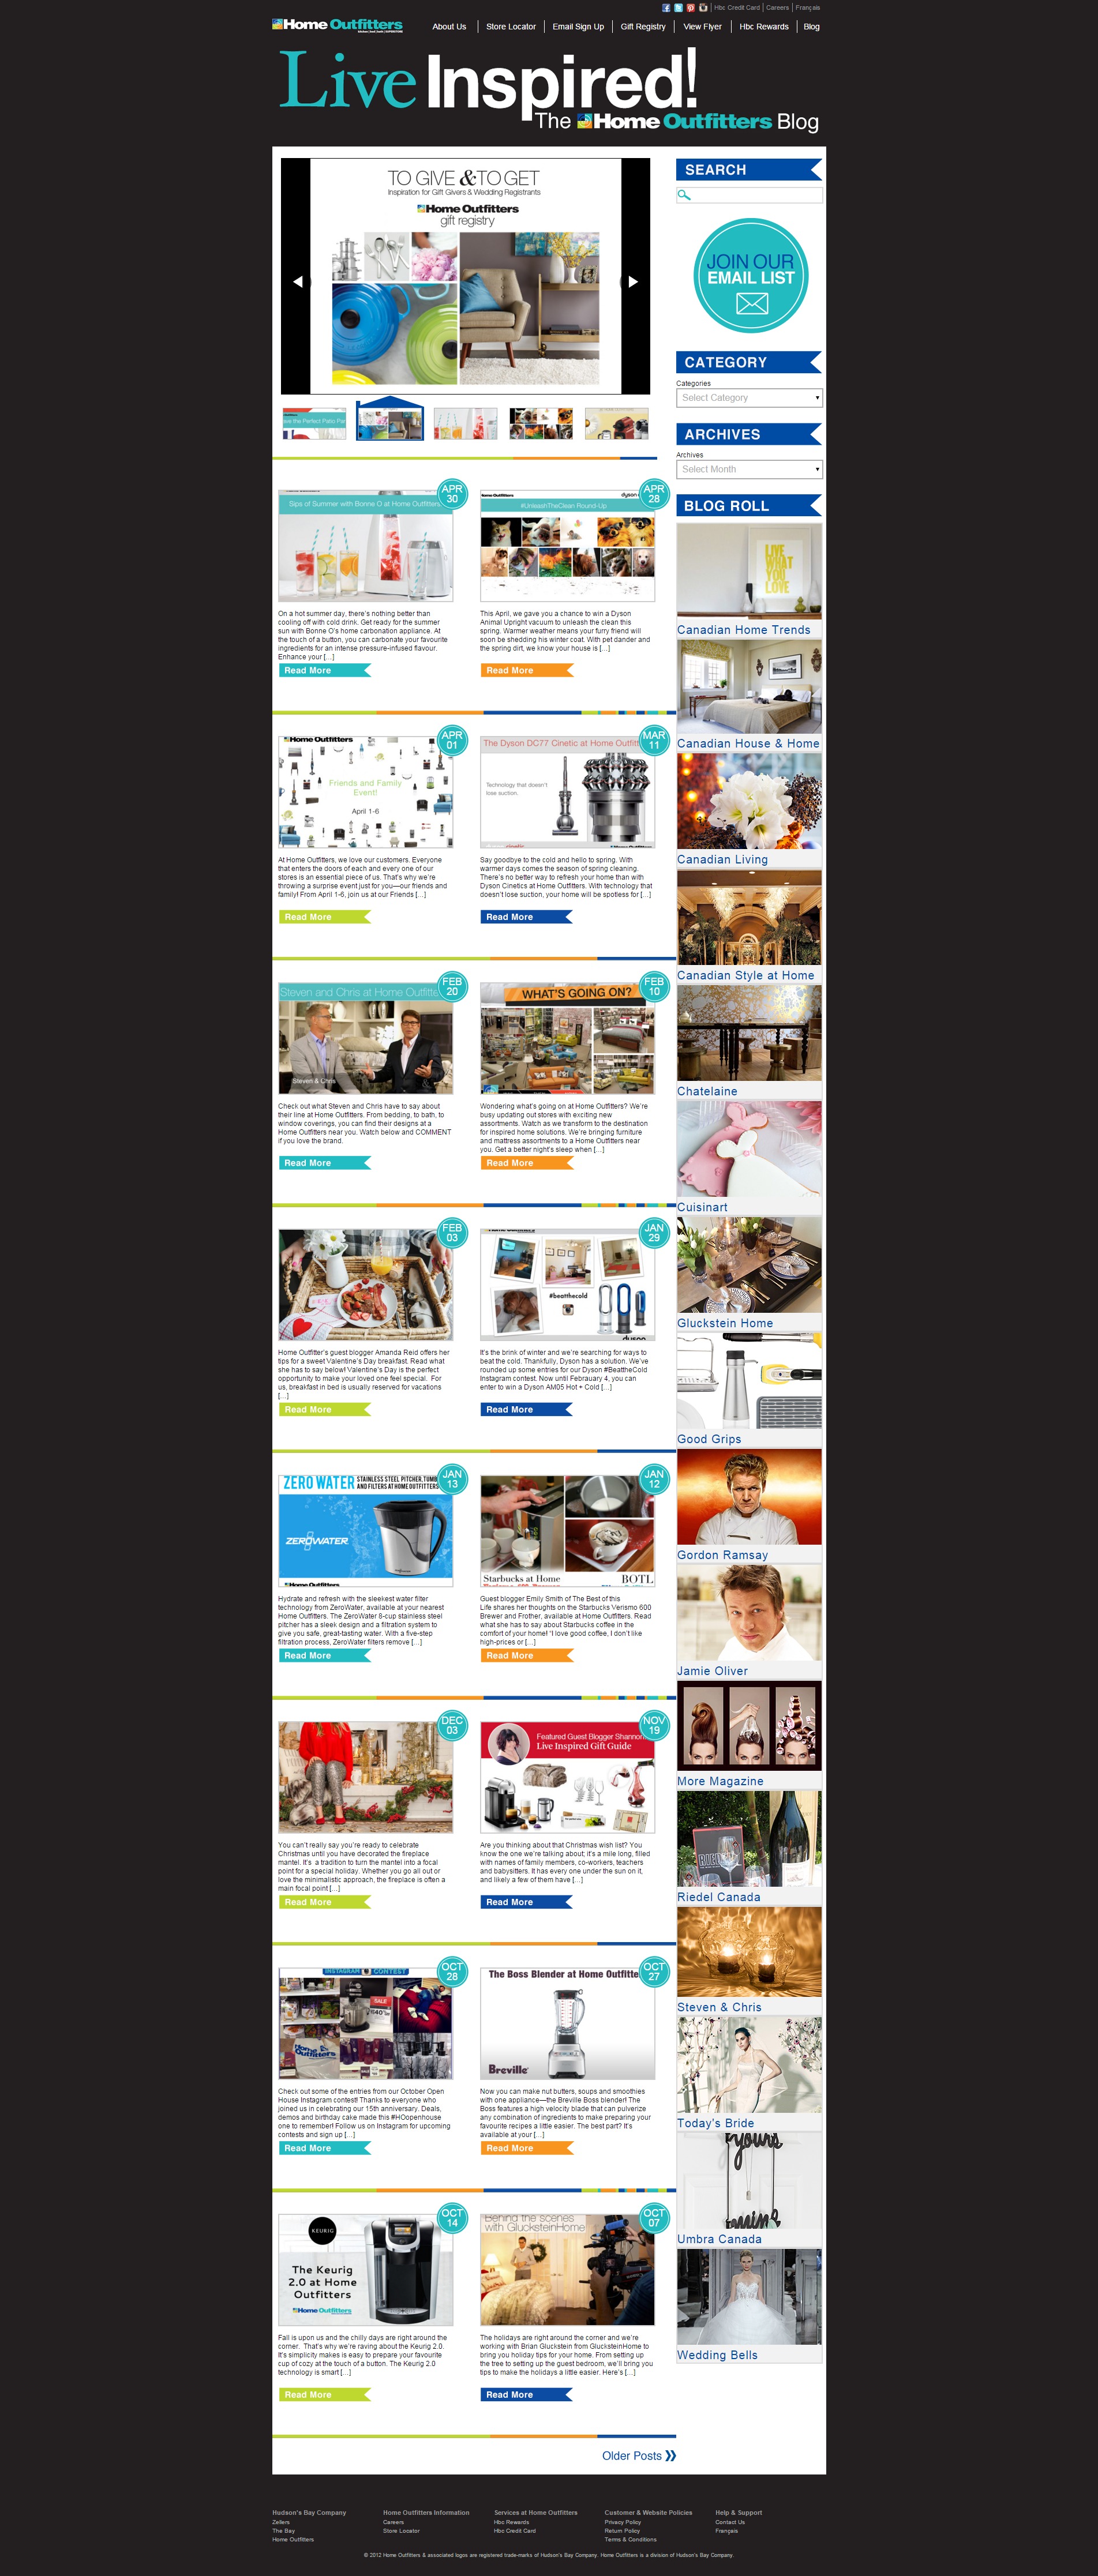 Hbc Credit Card | Careers | Français
Home Outfitters
About Us | Store Locator | Email Sign Up | Gift Registry | View Flyer | Hbc Rewards | Blog
Live Inspired!
The Home Outfitters Blog
TO GIVE & TO GET
Inspiration for Gift Givers & Wedding Registrants
Home Outfitters
gift registry
SEARCH
JOIN OUR
EMAIL LIST
CATEGORY
Categories
Select Category
ARCHIVES
Archives
Select Month
BLOG ROLL
APR
30
Sips of Summer with Bonne O at Home Outfitters
On a hot summer day, there's nothing better than
cooling off with cold drink. Get ready for the summer
sun with Bonne O's home carbonation appliance. At
the touch of a button, you can carbonate your favourite
ingredients for an intense pressure-infused flavour.
Enhance your [...]
Read More
APR
28
#UnleashTheClean Round-Up
This April, we gave you a chance to win a Dyson
Animal Upright vacuum to unleash the clean this
spring. Warmer weather means your furry friend will
soon be shedding his winter coat. With pet dander and
the spring dirt, we know your house is [...]
Read More
APR
01
Home Outfitters
Friends and Family
Event!
April 1-6
At Home Outfitters, we love our customers. Everyone
that enters the doors of each and every one of our
stores is an essential piece of us. That's why we're
throwing a surprise event just for you—our friends and
family! From April 1-6, join us at our Friends [...]
Read More
MAR
11
The Dyson DC77 Cinetic at Home Outfitt
Technology that doesn't
lose suction.
Say goodbye to the cold and hello to spring. With
warmer days comes the season of spring cleaning.
There's no better way to refresh your home than with
Dyson Cinetics at Home Outfitters. With technology that
doesn't lose suction, your home will be spotless for [...]
Read More
FEB
20
Steven and Chris at Home Outfitte
Steven & Chris
Check out what Steven and Chris have to say about
their line at Home Outfitters. From bedding, to bath, to
window coverings, you can find their designs at a
Home Outfitters near you. Watch below and COMMENT
if you love the brand.
Read More
FEB
10
WHAT'S GOING ON?
Wondering what's going on at Home Outfitters? We're
busy updating out stores with exciting new
assortments. Watch as we transform to the destination
for inspired home solutions. We're bringing furniture
and mattress assortments to a Home Outfitters near
you. Get a better night's sleep when [...]
Read More
FEB
03
Home Outfitter's guest blogger Amanda Reid offers her
tips for a sweet Valentine's Day breakfast. Read what
she has to say below! Valentine's Day is the perfect
opportunity to make your loved one feel special.  For
us, breakfast in bed is usually reserved for vacations
[...]
Read More
JAN
29
#beatthecold
dyson
It's the brink of winter and we're searching for ways to
beat the cold. Thankfully, Dyson has a solution. We've
rounded up some entries for our Dyson #BeattheCold
Instagram contest. Now until Febrauary 4, you can
enter to win a Dyson AM05 Hot + Cold [...]
Read More
JAN
13
ZERO WATER STAINLESS STEEL PITCHER, TUMB
AND FILTERS AT HOME OUTFITTERS
ZEROWATER
Home Outfitters
Hydrate and refresh with the sleekest water filter
technology from ZeroWater, available at your nearest
Home Outfitters. The ZeroWater 8-cup stainless steel
pitcher has a sleek design and a filtration system to
give you safe, great-tasting water. With a five-step
filtration process, ZeroWater filters remove [...]
Read More
JAN
12
Starbucks at Home
BOTL
Guest blogger Emily Smith of The Best of this
Life shares her thoughts on the Starbucks Verismo 600
Brewer and Frother, available at Home Outfitters. Read
what she has to say about Starbucks coffee in the
comfort of your home! "I love good coffee, I don't like
high-prices or [...]
Read More
DEC
03
You can't really say you're ready to celebrate
Christmas until you have decorated the fireplace
mantel. It's  a tradition to turn the mantel into a focal
point for a special holiday. Whether you go all out or
love the minimalistic approach, the fireplace is often a
main focal point [...]
Read More
NOV
19
Featured Guest Blogger Shannon
Live Inspired Gift Guide
Are you thinking about that Christmas wish list? You
know the one we're talking about; it's a mile long, filled
with names of family members, co-workers, teachers
and babysitters. It has every one under the sun on it,
and likely a few of them have [...]
Read More
OCT
28
INSTAGRAM CONTEST
SALE
Home
Outfitters
Check out some of the entries from our October Open
House Instagram contest! Thanks to everyone who
joined us in celebrating our 15th anniversary. Deals,
demos and birthday cake made this #HOopenhouse
one to remember! Follow us on Instagram for upcoming
contests and sign up [...]
Read More
OCT
27
The Boss Blender at Home Outfitte
Breville
Now you can make nut butters, soups and smoothies
with one appliance—the Breville Boss blender! The
Boss features a high velocity blade that can pulverize
any combination of ingredients to make preparing your
favourite recipes a little easier. The best part? It's
available at your [...]
Read More
OCT
14
KEURIG
The Keurig
2.0 at Home
Outfitters
Home Outfitters
Fall is upon us and the chilly days are right around the
corner.  That's why we're raving about the Keurig 2.0.
It's simplicity makes is easy to prepare your favourite
cup of cozy at the touch of a button. The Keurig 2.0
technology is smart [...]
Read More
OCT
07
Behind the scenes
with GlucksteinHome
The holidays are right around the corner and we're
working with Brian Gluckstein from GlucksteinHome to
bring you holiday tips for your home. From setting up
the tree to setting up the guest bedroom, we'll bring you
tips to make the holidays a little easier. Here's [...]
Read More
Older Posts
LIVE
WHAT
YOU
LOVE
Canadian Home Trends
Canadian House & Home
Canadian Living
Canadian Style at Home
Chatelaine
Cuisinart
Gluckstein Home
Good Grips
Gordon Ramsay
Jamie Oliver
More Magazine
RIEDEL
Riedel Canada
Steven & Chris
Today's Bride
yours
Umbra Canada
Wedding Bells
Hudson's Bay Company
Zellers
The Bay
Home Outfitters
Home Outfitters Information
Careers
Store Locator
Services at Home Outfitters
Hbc Rewards
Hbc Credit Card
Customer & Website Policies
Privacy Policy
Return Policy
Terms & Conditions
Help & Support
Contact Us
Français
© 2012 Home Outfitters & associated logos are registered trade-marks of Hudson's Bay Company. Home Outfitters is a division of Hudson's Bay Company.